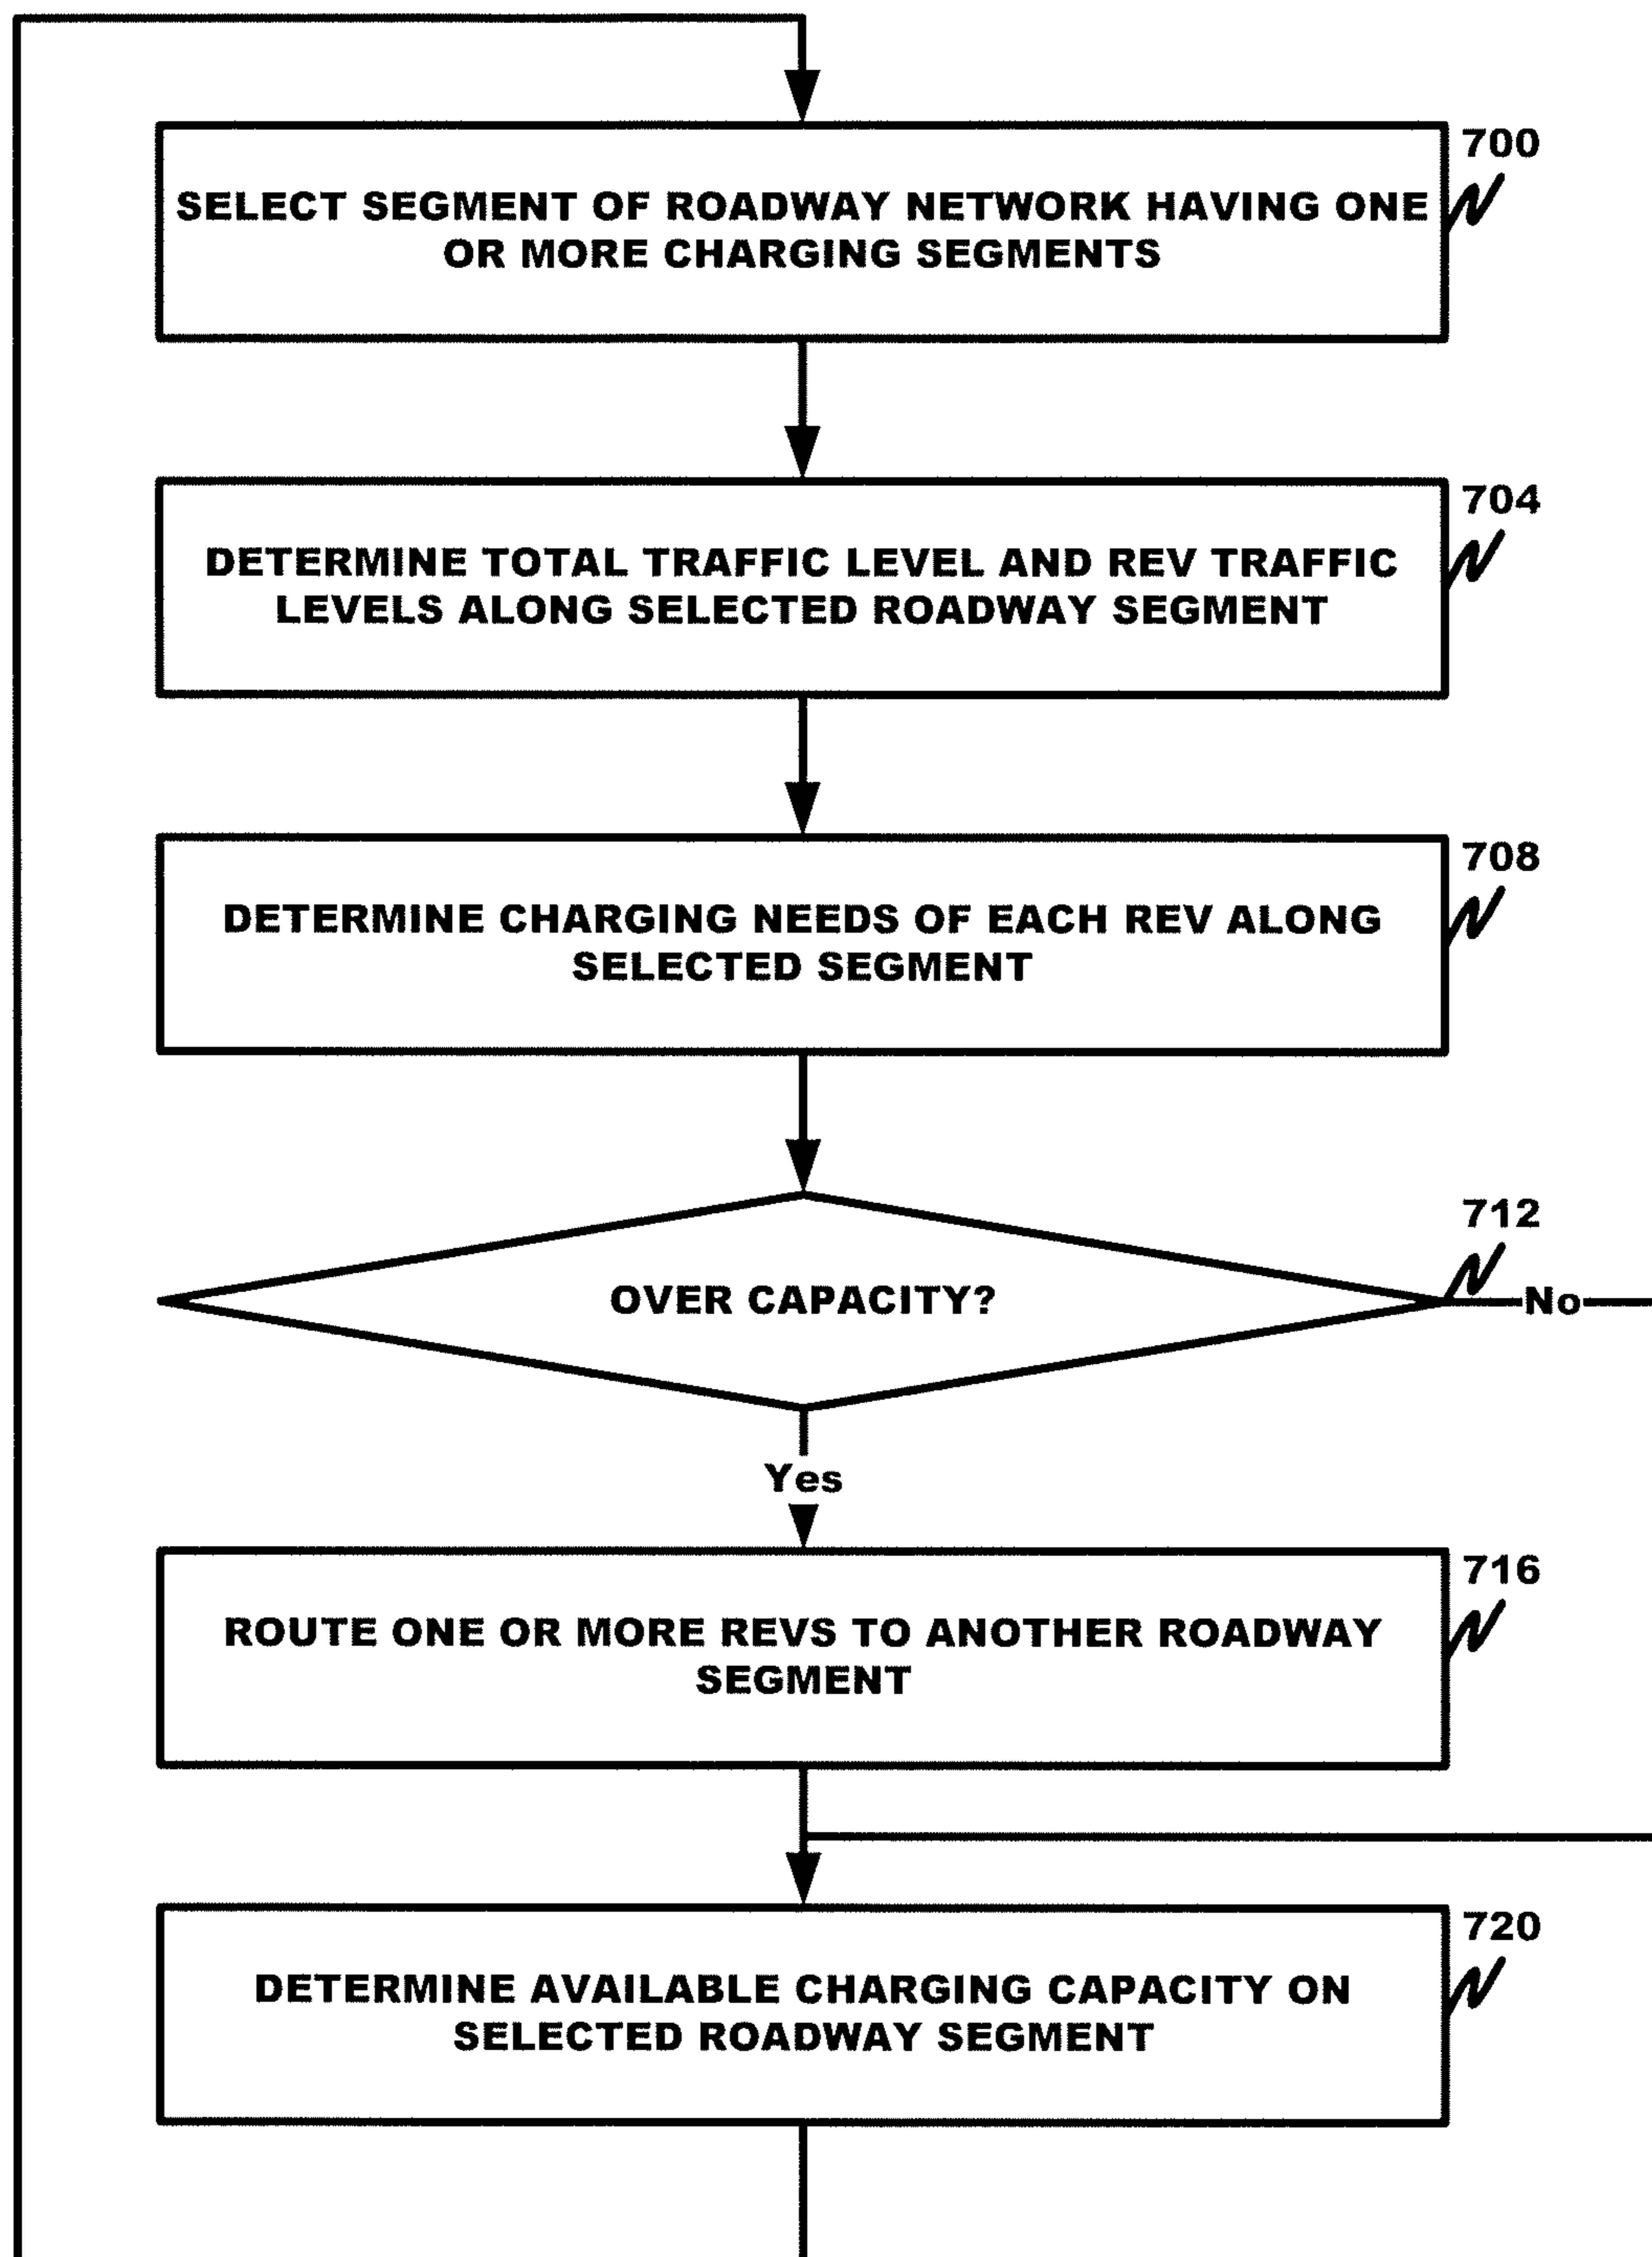 700
SELECT SEGMENT OF ROADWAY NETWORK HAVING ONE
OR MORE CHARGING SEGMENTS
704
DETERMINE TOTAL TRAFFIC LEVEL AND REV TRAFFIC
LEVELS ALONG SELECTED ROADWAY SEGMENT
708
DETERMINE CHARGING NEEDS OF EACH REV ALONG
SELECTED SEGMENT
712
OVER CAPACITY?
No
Yes
716
ROUTE ONE OR MORE REVS TO ANOTHER ROADWAY
SEGMENT
720
DETERMINE AVAILABLE CHARGING CAPACITY ON
SELECTED ROADWAY SEGMENT